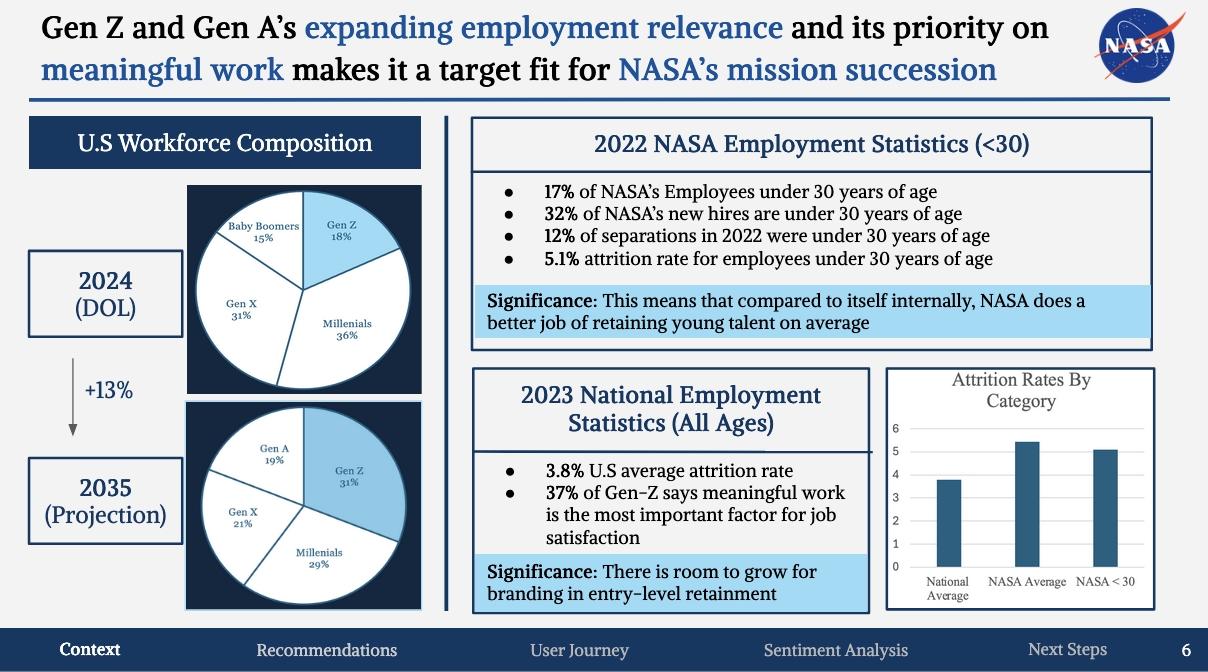 Gen Z and Gen A’s expanding employment relevance and its priority on
meaningful work makes it a target fit for NASA’s mission succession
NASA
U.S Workforce Composition
2024
(DOL)
Baby Boomers
15%
Gen Z
18%
Gen X
31%
Millenials
36%
+13%
2035
(Projection)
Gen A
19%
Gen Z
31%
Gen X
21%
Millenials
29%
2022 NASA Employment Statistics (<30)
● 17% of NASA’s Employees under 30 years of age
● 32% of NASA’s new hires are under 30 years of age
● 12% of separations in 2022 were under 30 years of age
● 5.1% attrition rate for employees under 30 years of age
Significance: This means that compared to itself internally, NASA does a
better job of retaining young talent on average
2023 National Employment
Statistics (All Ages)
● 3.8% U.S average attrition rate
● 37% of Gen-Z says meaningful work
is the most important factor for job
satisfaction
Significance: There is room to grow for
branding in entry-level retainment
Attrition Rates By
Category
6
5
4
3
2
1
0
National
Average
NASA Average
NASA < 30
Context Recommendations User Journey Sentiment Analysis Next Steps 6